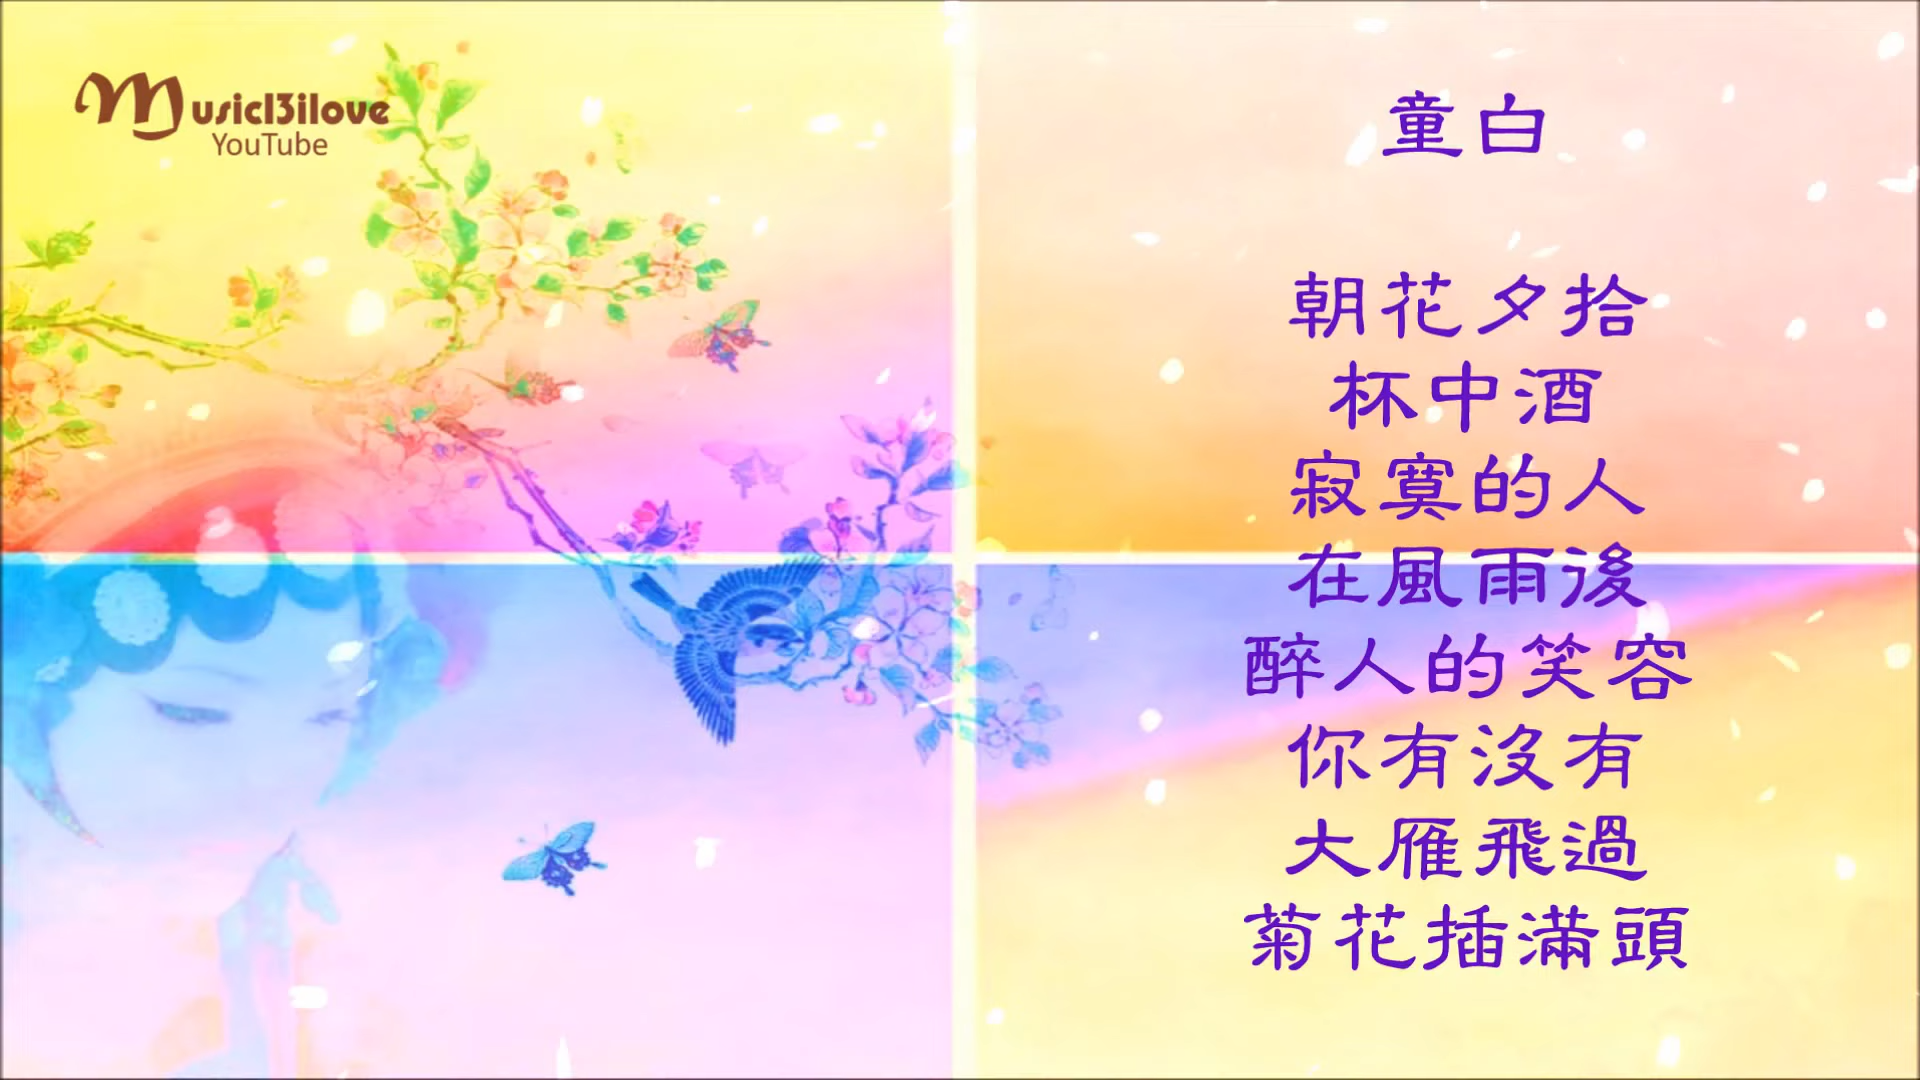 Musicl3ilove
YouTube
童白
朝花夕拾
杯中酒
寂寞的人
在風雨後
醉人的笑容
你有沒有
大雁飛過
菊花插滿頭